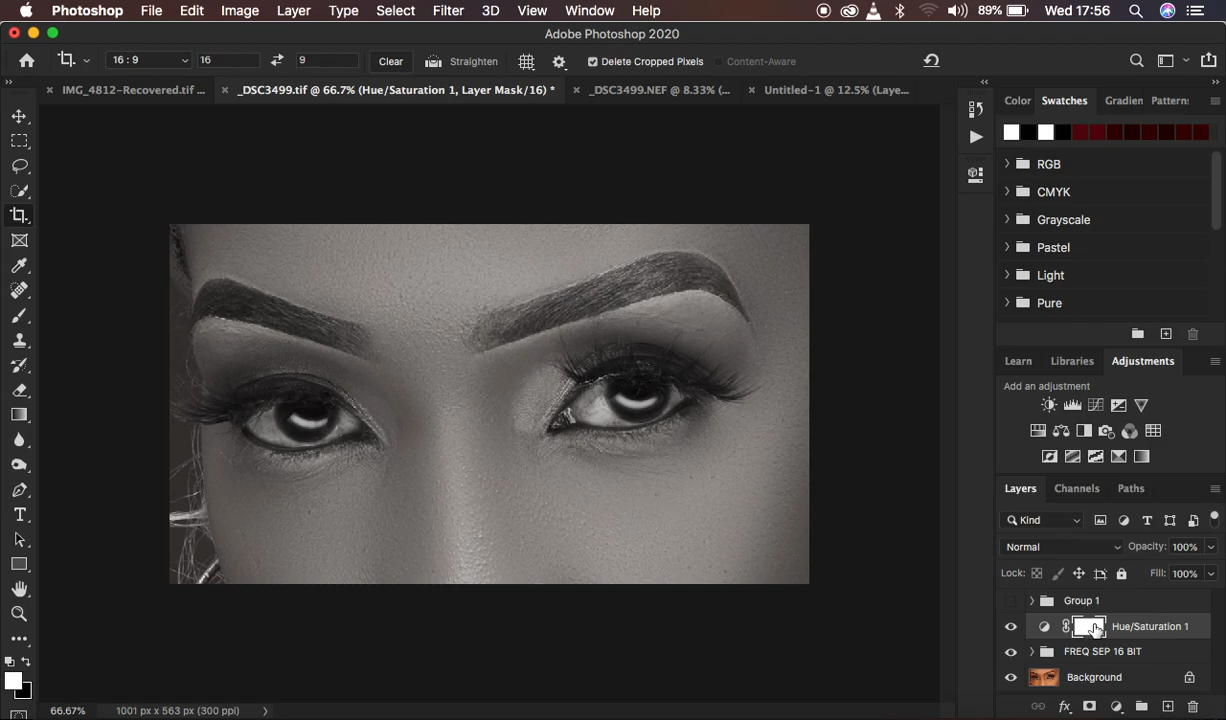 Photoshop File Edit Image Layer Type Select Filter 3D View Window Help 89% Wed 17:56
Adobe Photoshop 2020
16 : 9 16 9 Clear Straighten Delete Cropped Pixels Content-Aware
IMG_4812-Recovered.tif ... _DSC3499.tif @ 66.7% (Hue/Saturation 1, Layer Mask/16) * _DSC3499.NEF @ 8.33% (... Untitled-1 @ 12.5% (Laye...
Color Swatches Gradien Patterns
RGB
CMYK
Grayscale
Pastel
Light
Pure
Learn Libraries Adjustments
Add an adjustment
Layers Channels Paths
Kind
Normal Opacity: 100%
Lock: Fill: 100%
Group 1
Hue/Saturation 1
FREQ SEP 16 BIT
Background
66.67% 1001 px x 563 px (300 ppi)